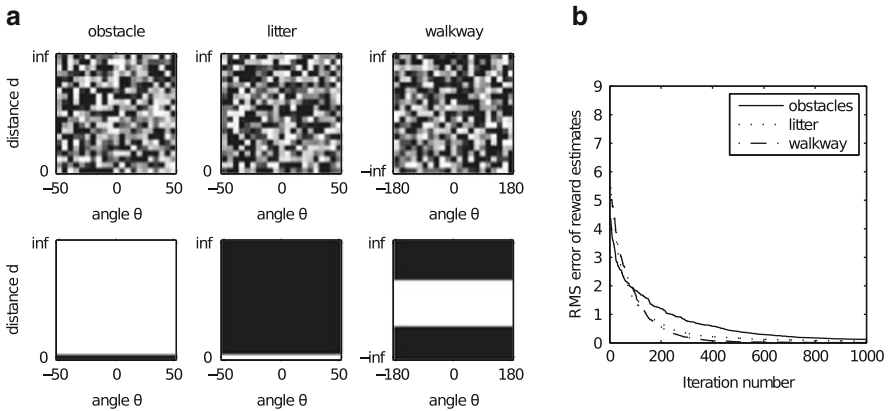 a
obstacle litter walkway
inf inf inf
distance d
0 0 −inf
−50 0 50 −50 0 50 −180 0 180
angle θ angle θ angle θ
inf inf inf
distance d
0 0 −inf
−50 0 50 −50 0 50 −180 0 180
angle θ angle θ angle θ
b
9
8
7
6
5
4
3
2
1
0
RMS error of reward estimates
obstacles
litter
walkway
0 200 400 600 800 1000
Iteration number